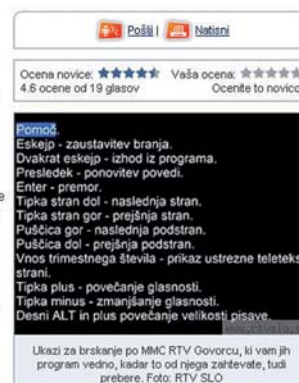 Pošlji | Natisni
Ocena novice: Vaša ocena:
4.6 ocene od 19 glasov Ocenite to novico
Pomoč.
Eskejp - zaustavitev branja.
Dvakrat eskejp - izhod iz programa.
Presledek - ponovitev povedi.
Enter - premor.
Tipka stran dol - naslednja stran.
Tipka stran gor - prejšnja stran.
Puščica gor - naslednja podstran.
Puščica dol - prejšnja podstran.
Vnos trimestnega števila - prikaz ustrezne teleteks
strani.
Tipka plus - povečanje glasnosti.
Tipka minus - zmanjšanje glasnosti.
Desni ALT in plus povečanje velikosti pisave.
www.rtvslo.
Ukazi za brskanje po MMC RTV Govorcu, ki vam jih
program vedno, kadar to od njega zahtevate, tudi
prebere. Foto: RTV SLO